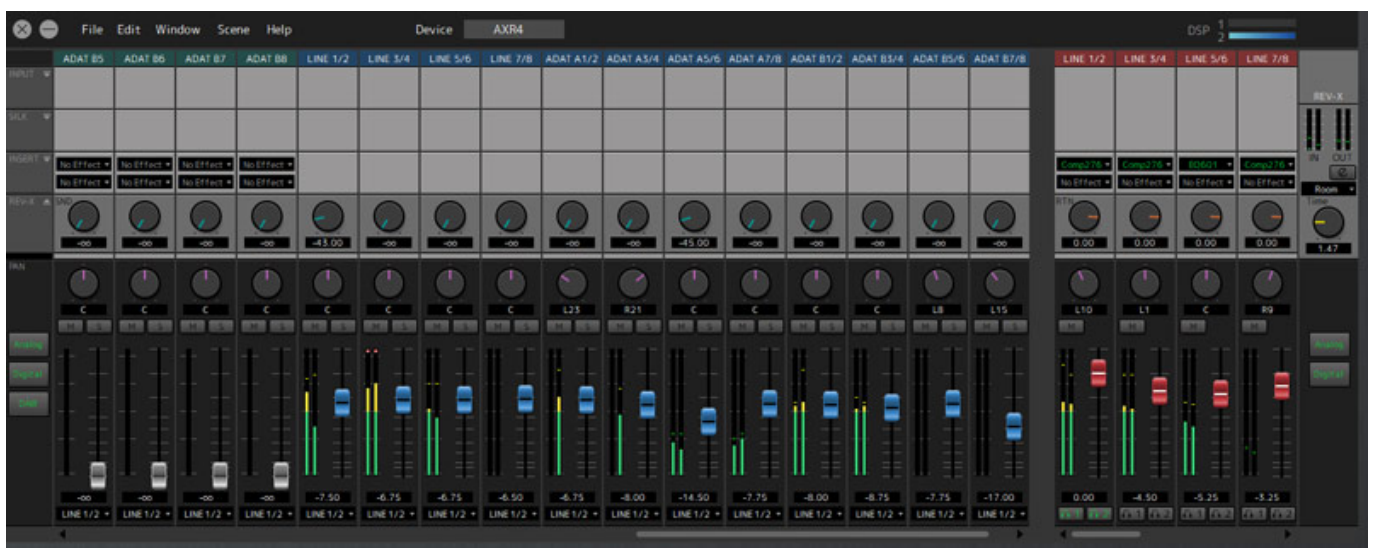 File Edit Window Scene Help Device AXR4 DSP 1
2
ADAT B5 ADAT B6 ADAT B7 ADAT B8 LINE 1/2 LINE 3/4 LINE 5/6 LINE 7/8 ADAT A1/2 ADAT A3/4 ADAT A5/6 ADAT A7/8 ADAT B1/2 ADAT B3/4 ADAT B5/6 ADAT B7/8 LINE 1/2 LINE 3/4 LINE 5/6 LINE 7/8
INPUT
REV-X
SILK
INSERT No Effect No Effect No Effect No Effect Comp276 Comp276 EQ601 Comp276 IN OUT
No Effect No Effect No Effect No Effect No Effect No Effect No Effect No Effect Room
REV-X SND RTN Time
-∞ -∞ -∞ -∞ -43.00 -∞ -∞ -∞ -∞ -∞ -45.00 -∞ -∞ -∞ -∞ -∞ 0.00 0.00 0.00 0.00 1.47
PAN
C C C C C C C C L23 R21 C C C C L8 L15 L10 L1 C R9
M S M S M S M S M S M S M S M S M S M S M S M S M S M S M S M S M M M M
Analog Analog
Digital Digital
DAW
-∞ -∞ -∞ -∞ -7.50 -6.75 -6.75 -6.50 -6.75 -8.00 -14.50 -7.75 -8.00 -8.75 -7.75 -17.00 0.00 -4.50 -5.25 -3.25
LINE 1/2 LINE 1/2 LINE 1/2 LINE 1/2 LINE 1/2 LINE 1/2 LINE 1/2 LINE 1/2 LINE 1/2 LINE 1/2 LINE 1/2 LINE 1/2 LINE 1/2 LINE 1/2 LINE 1/2 LINE 1/2 1 2 1 2 1 2 1 2